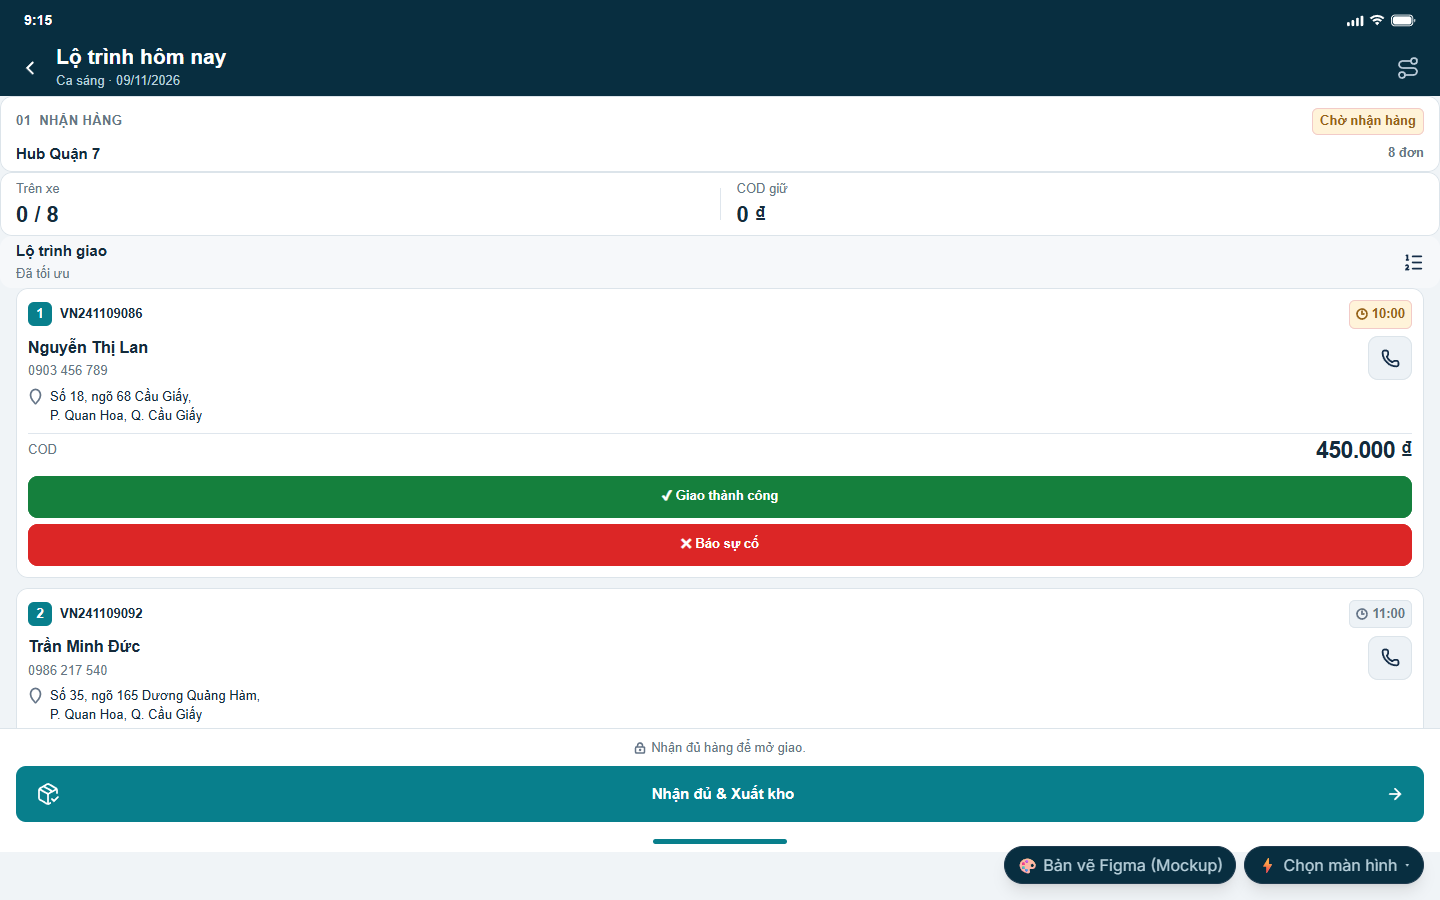 9:15
Lộ trình hôm nay
Ca sáng · 09/11/2026
01 NHẬN HÀNG
Chờ nhận hàng
Hub Quận 7
8 đơn
Trên xe
COD giữ
0 / 8
0 ₫
Lộ trình giao
Đã tối ưu
1 VN241109086
10:00
Nguyễn Thị Lan
0903 456 789
Số 18, ngõ 68 Cầu Giấy,
P. Quan Hoa, Q. Cầu Giấy
COD
450.000 ₫
✔ Giao thành công
✖ Báo sự cố
2 VN241109092
11:00
Trần Minh Đức
0986 217 540
Số 35, ngõ 165 Dương Quảng Hàm,
P. Quan Hoa, Q. Cầu Giấy
Nhận đủ hàng để mở giao.
Nhận đủ & Xuất kho
Bản vẽ Figma (Mockup)
Chọn màn hình